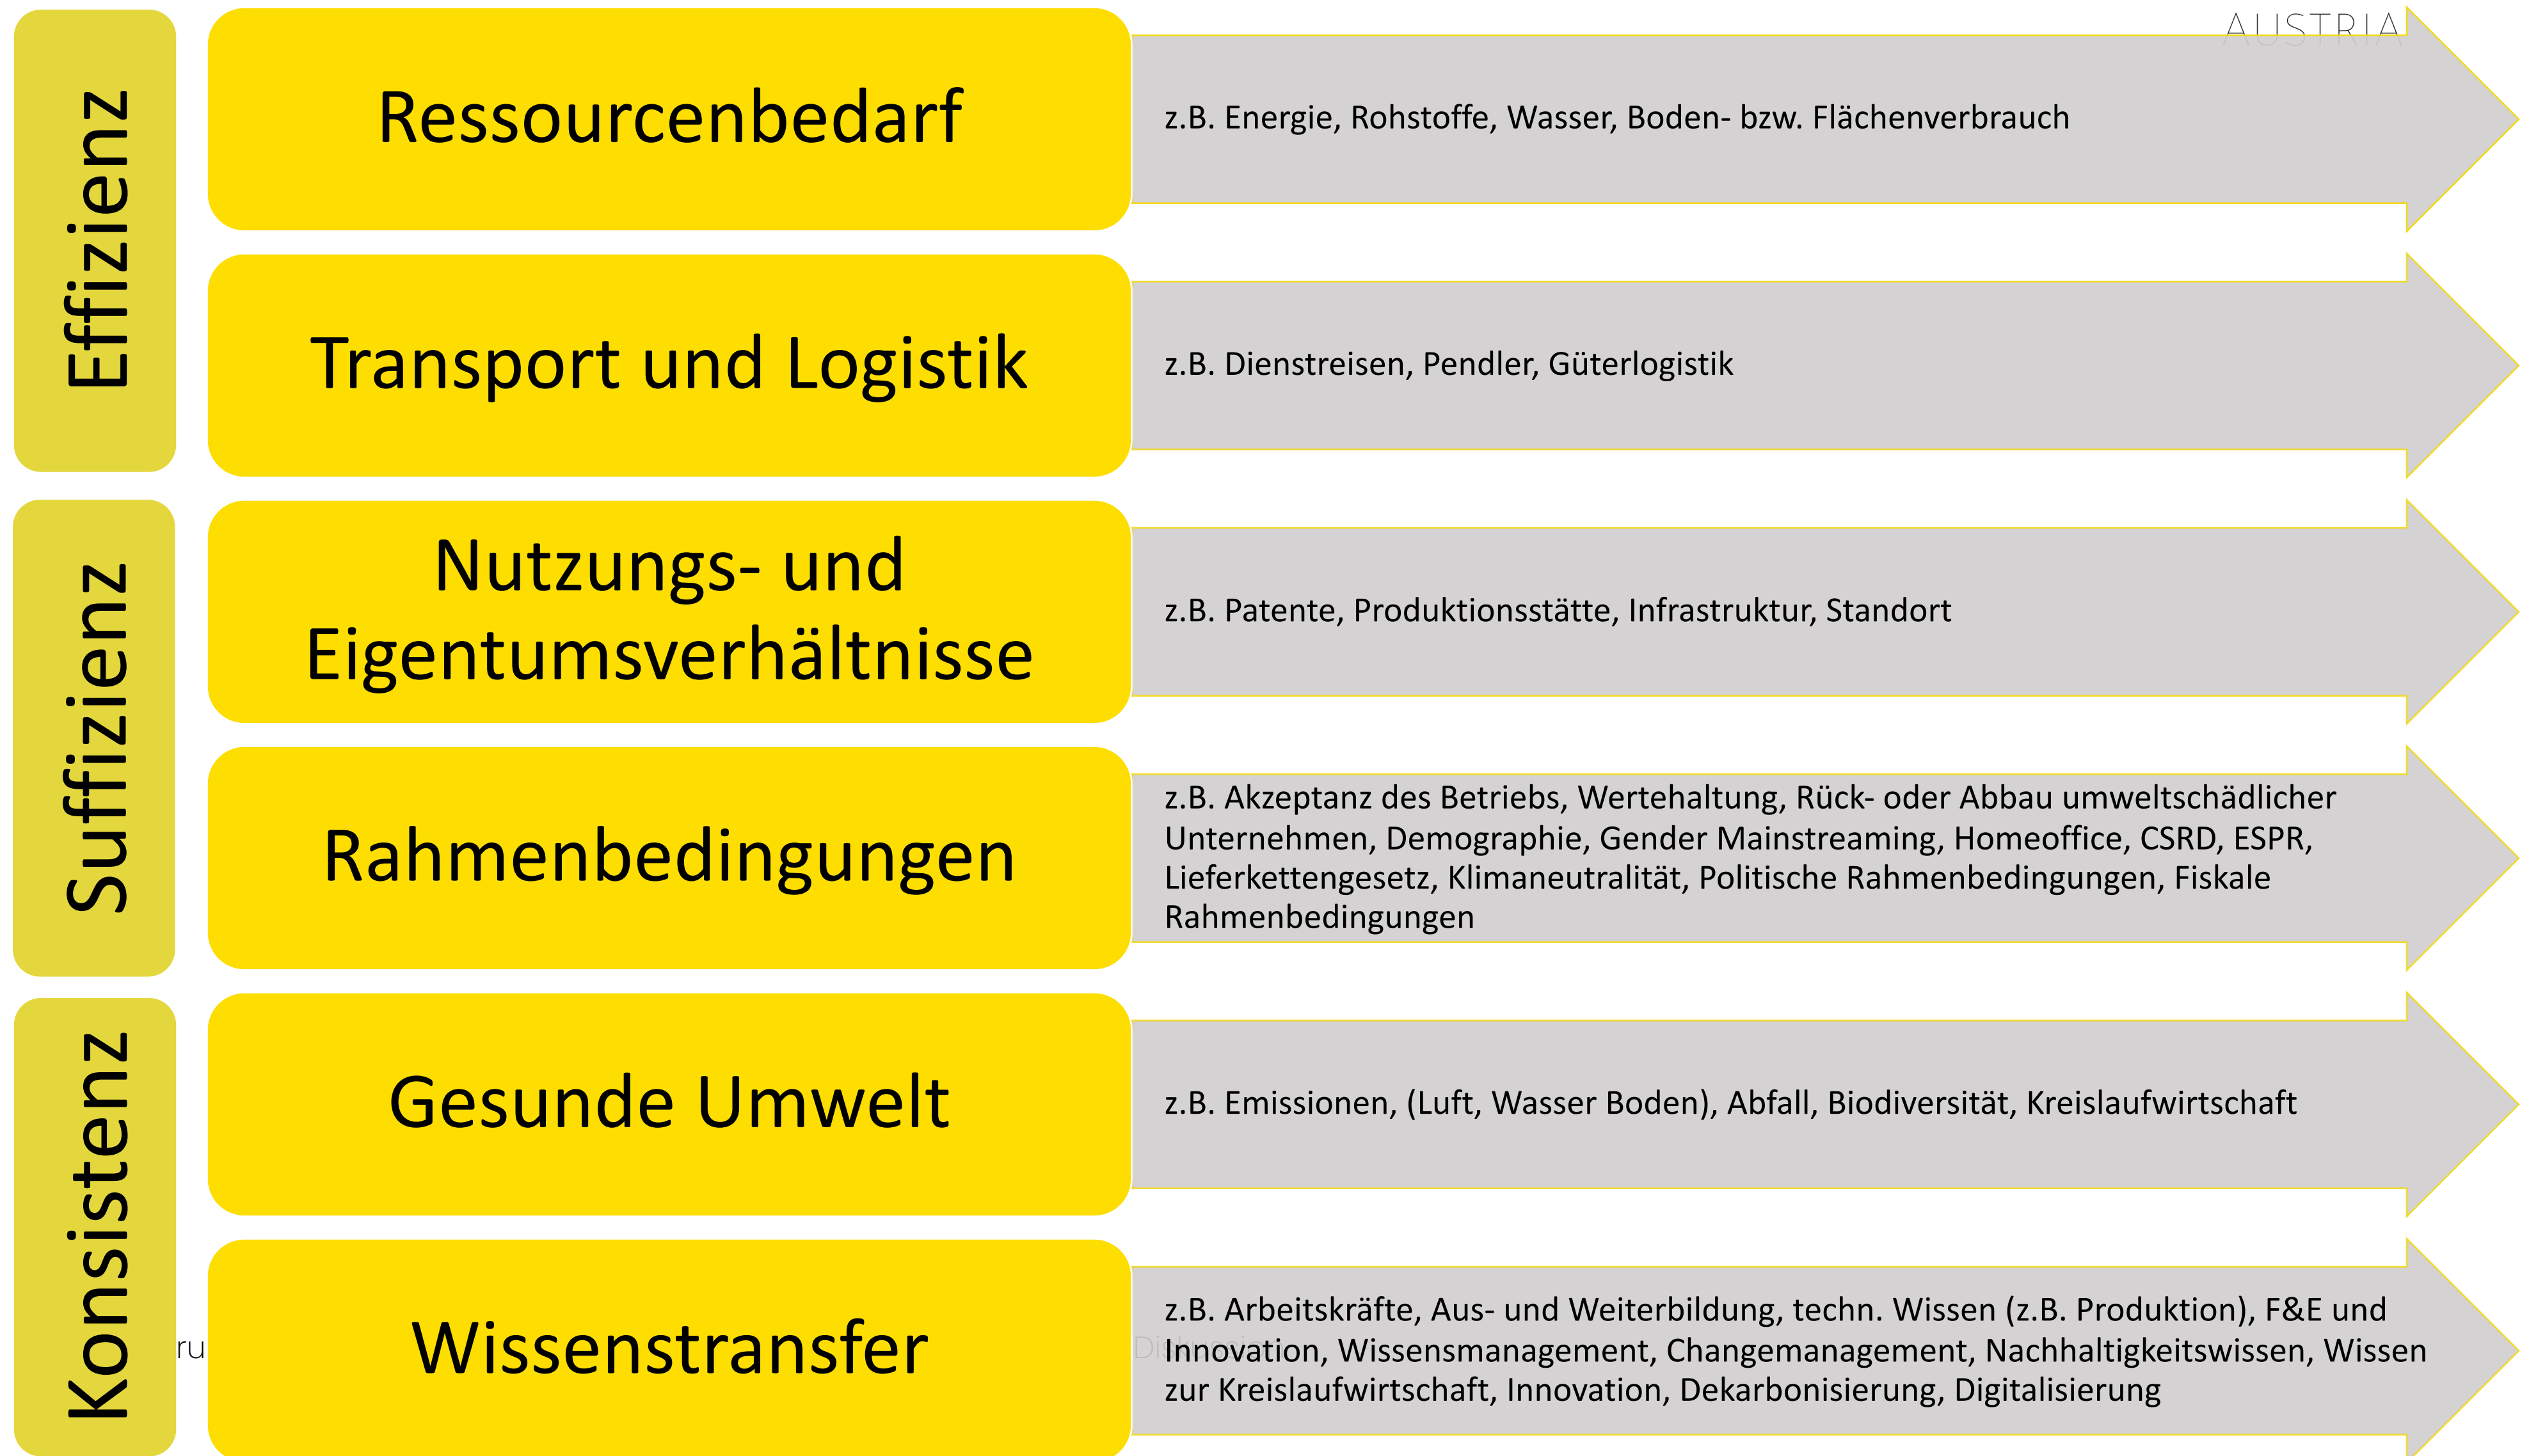 AUSTRIA
Effizienz
Ressourcenbedarf
z.B. Energie, Rohstoffe, Wasser, Boden- bzw. Flächenverbrauch
Transport und Logistik
z.B. Dienstreisen, Pendler, Güterlogistik
Suffizienz
Nutzungs- und
Eigentumsverhältnisse
z.B. Patente, Produktionsstätte, Infrastruktur, Standort
Rahmenbedingungen
z.B. Akzeptanz des Betriebs, Wertehaltung, Rück- oder Abbau umweltschädlicher
Unternehmen, Demographie, Gender Mainstreaming, Homeoffice, CSRD, ESPR,
Lieferkettengesetz, Klimaneutralität, Politische Rahmenbedingungen, Fiskale
Rahmenbedingungen
Konsistenz
Gesunde Umwelt
z.B. Emissionen, (Luft, Wasser Boden), Abfall, Biodiversität, Kreislaufwirtschaft
Wissenstransfer
z.B. Arbeitskräfte, Aus- und Weiterbildung, techn. Wissen (z.B. Produktion), F&E und
Innovation, Wissensmanagement, Changemanagement, Nachhaltigkeitswissen, Wissen
zur Kreislaufwirtschaft, Innovation, Dekarbonisierung, Digitalisierung
ru